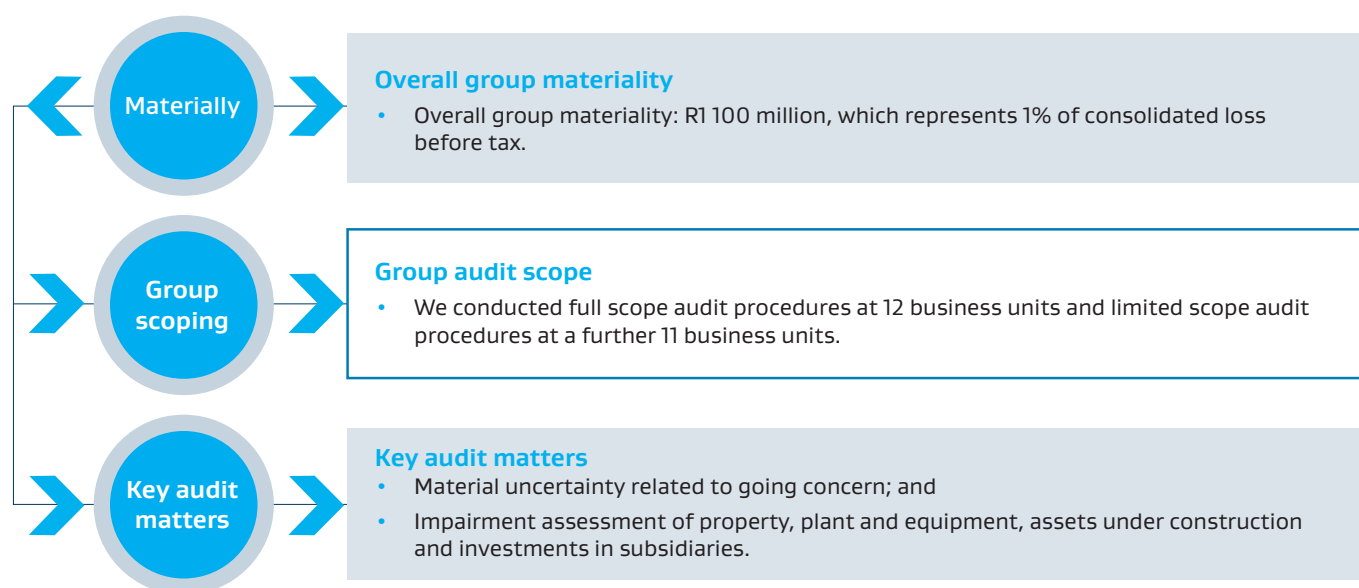 Materially
Overall group materiality
• Overall group materiality: R1 100 million, which represents 1% of consolidated loss
before tax.
Group
scoping
Group audit scope
• We conducted full scope audit procedures at 12 business units and limited scope audit
procedures at a further 11 business units.
Key audit
matters
Key audit matters
• Material uncertainty related to going concern; and
• Impairment assessment of property, plant and equipment, assets under construction
and investments in subsidiaries.